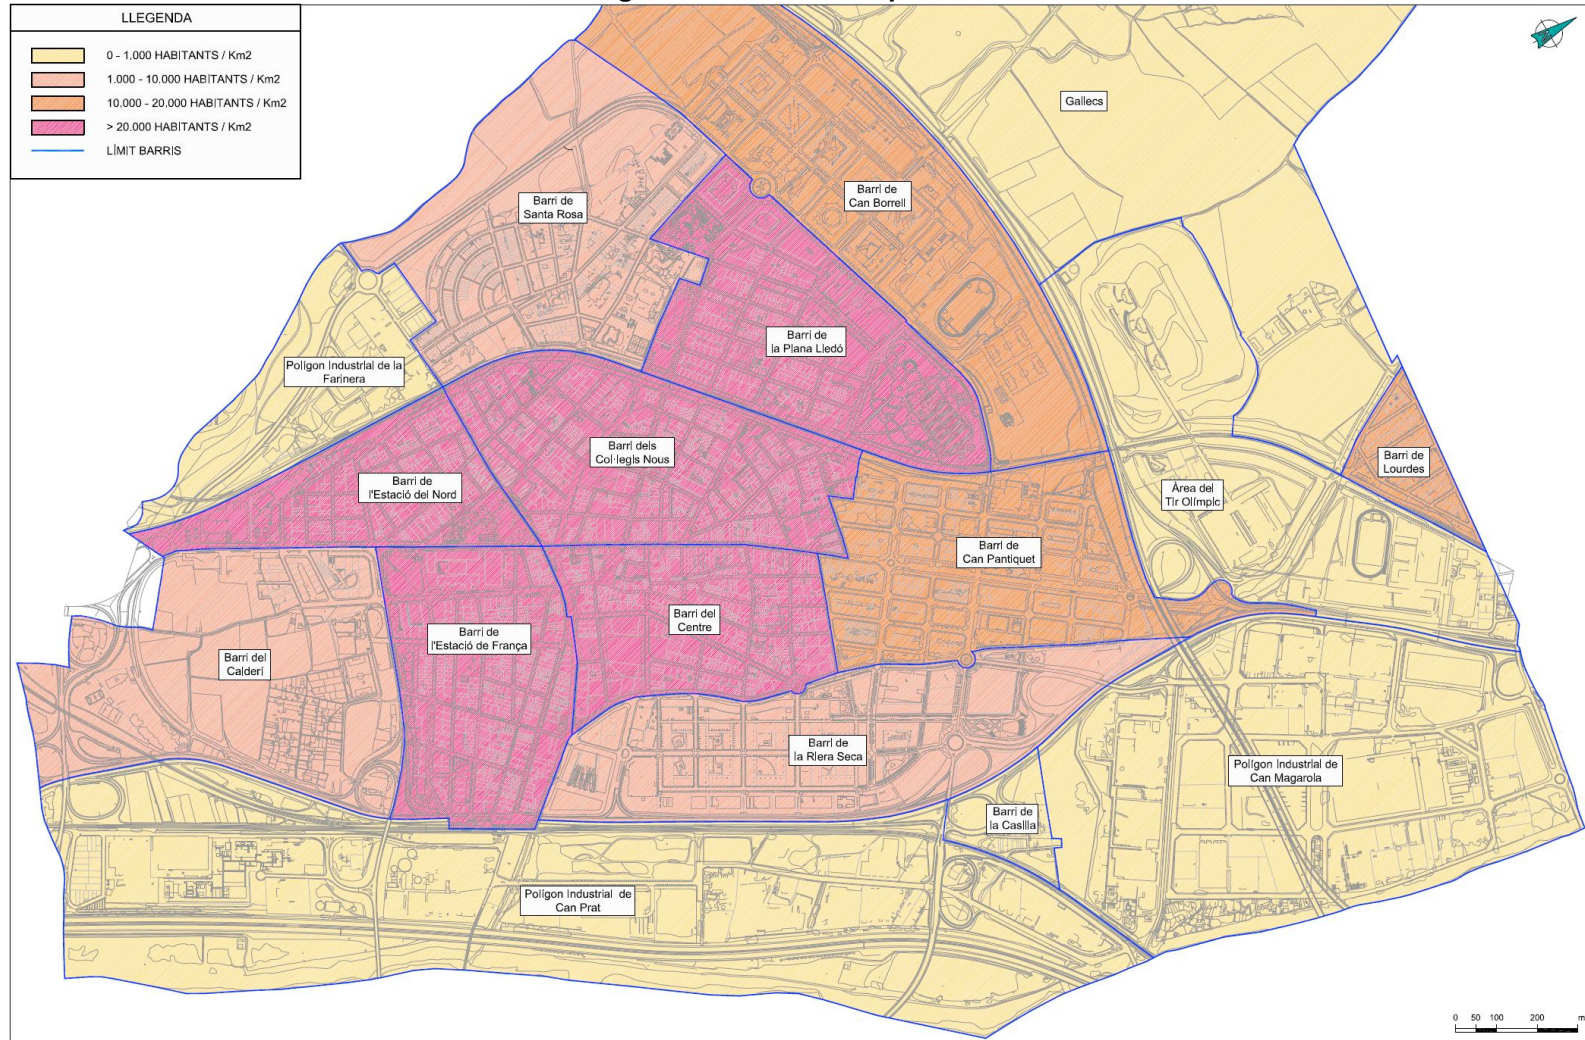 LLEGENDA
0 - 1.000 HABITANTS / Km2
1.000 - 10.000 HABITANTS / Km2
10.000 - 20.000 HABITANTS / Km2
> 20.000 HABITANTS / Km2
LÍMIT BARRIS
Gallecs
Barri de
Can Borrell
Barri de
Santa Rosa
Barri de
la Plana Lledó
Polígon Industrial de la
Farinera
Barri dels
Col·legis Nous
Barri de
Lourdes
Barri de
l'Estació del Nord
Àrea del
Tir Olímpic
Barri de
Can Pantiquet
Barri del
Centre
Barri de
l'Estació de França
Barri del
Calderí
Barri de
la Riera Seca
Polígon Industrial de
Can Magarola
Barri de
la Casilla
Polígon Industrial de
Can Prat
0 50 100 200 m